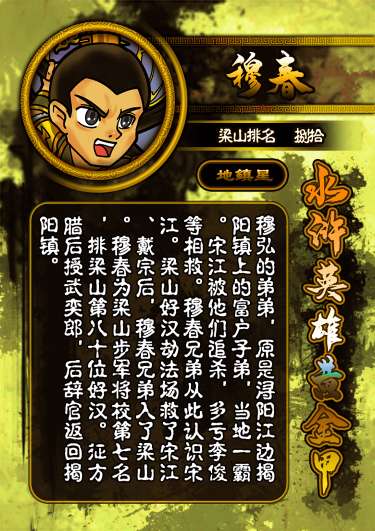 穆春
梁山排名 捌拾
地鎮星
水浒英雄黄金甲
穆弘的弟弟，原是浔阳江边揭
阳镇上的富户子弟，当地一霸
。宋江被他们追杀，多亏李俊
等相救。穆春兄弟从此认识宋
江。梁山好汉劫法场救了宋江
、戴宗后，穆春兄弟入了梁山
。穆春为梁山步军将校第七名
，排梁山第八十位好汉。征方
腊后授武奕郎，后辞官返回揭
阳镇。